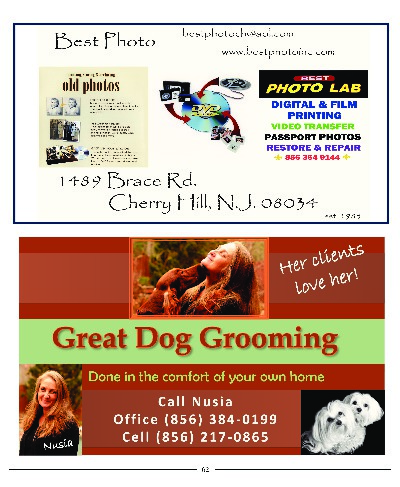 Best Photo
bestphotoch@aol.com
www.bestphotoinc.com
old photos
DVD
BEST
PHOTO LAB
DIGITAL & FILM
PRINTING
VIDEO TRANSFER
PASSPORT PHOTOS
RESTORE & REPAIR
856 364 9144
1489 Brace Rd.
Cherry Hill, N.J. 08034
est 1985
Her clients
love her!
Great Dog Grooming
Done in the comfort of your own home
Call Nusia
Office (856) 384-0199
Cell (856) 217-0865
Nusia
62